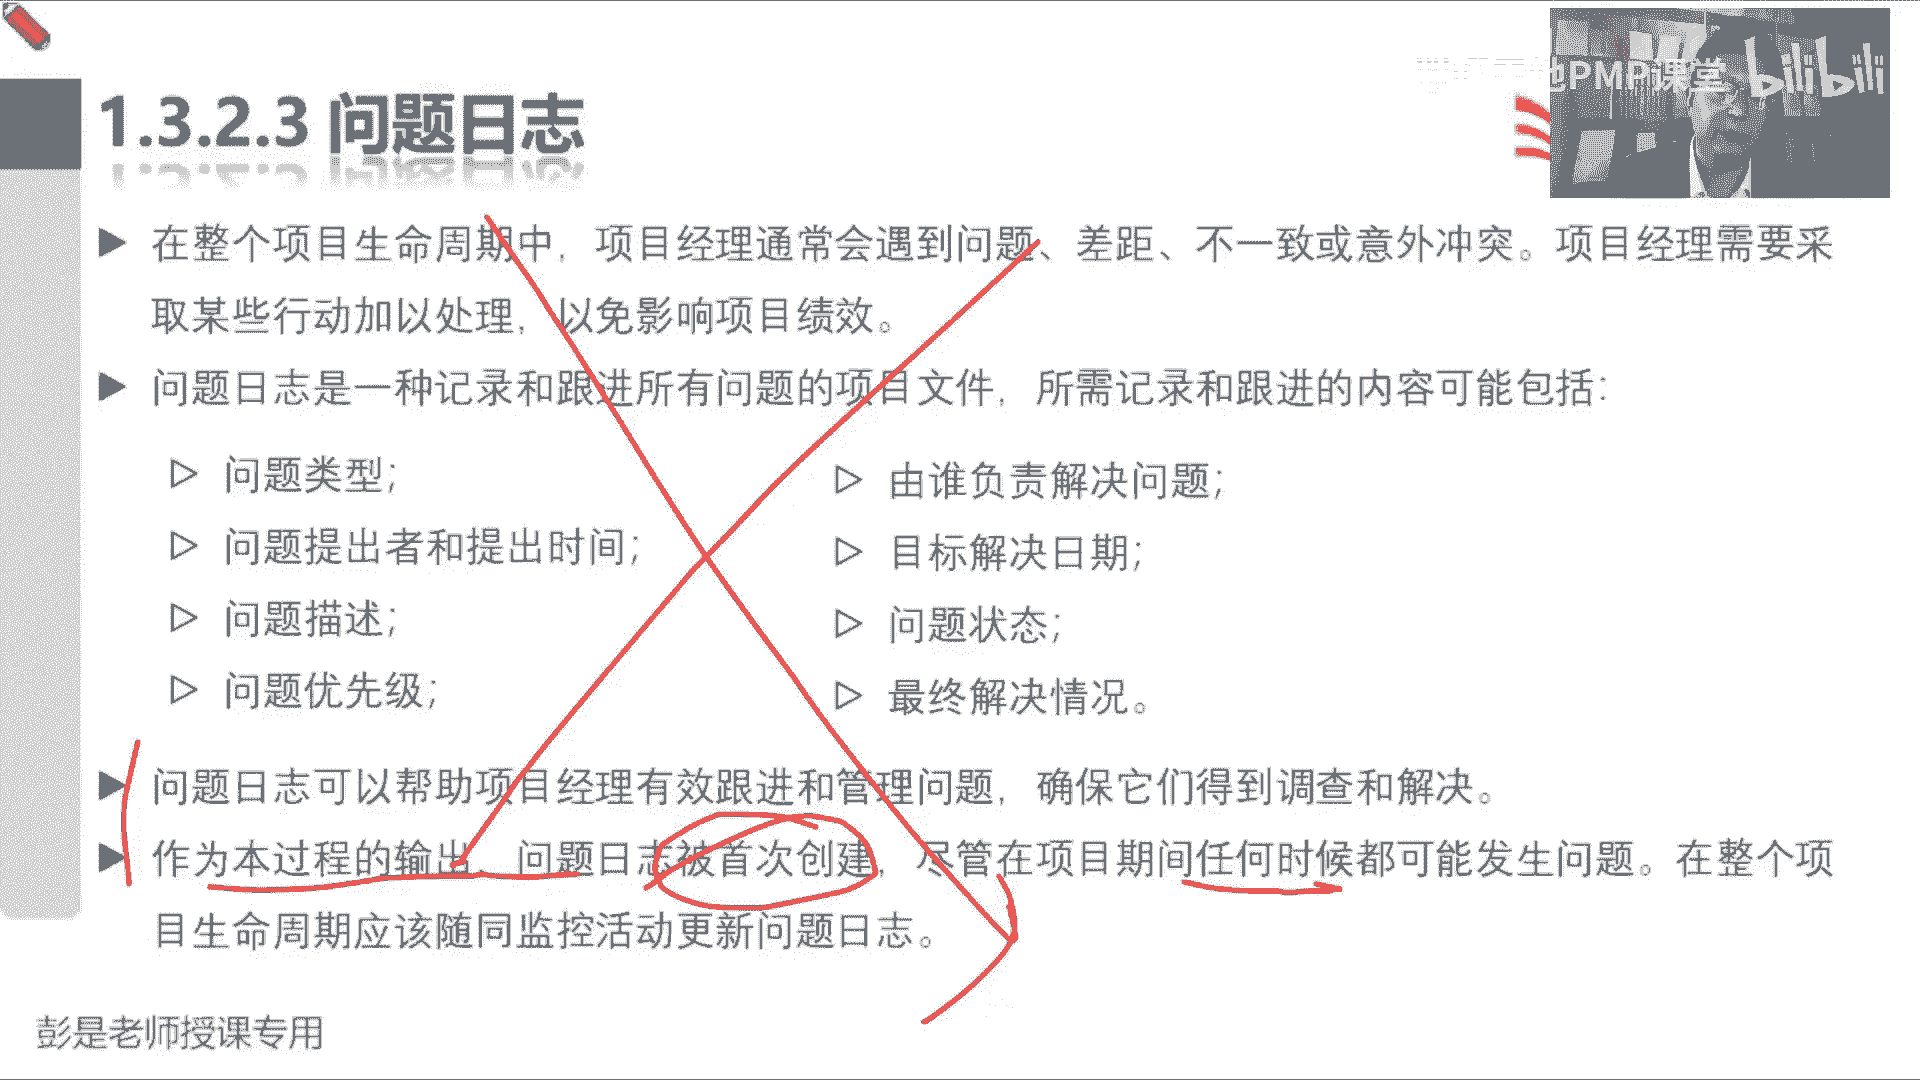 1.3.2.3 问题日志
地PMP课堂 bilibili
在整个项目生命周期中，项目经理通常会遇到问题、差距、不一致或意外冲突。项目经理需要采
取某些行动加以处理，以免影响项目绩效。
问题日志是一种记录和跟进所有问题的项目文件，所需记录和跟进的内容可能包括：
问题类型；
问题提出者和提出时间；
问题描述；
问题优先级；
由谁负责解决问题；
目标解决日期；
问题状态；
最终解决情况。
问题日志可以帮助项目经理有效跟进和管理问题，确保它们得到调查和解决。
作为本过程的输出，问题日志被首次创建，尽管在项目期间任何时候都可能发生问题。在整个项
目生命周期应该随同监控活动更新问题日志。
彭是老师授课专用